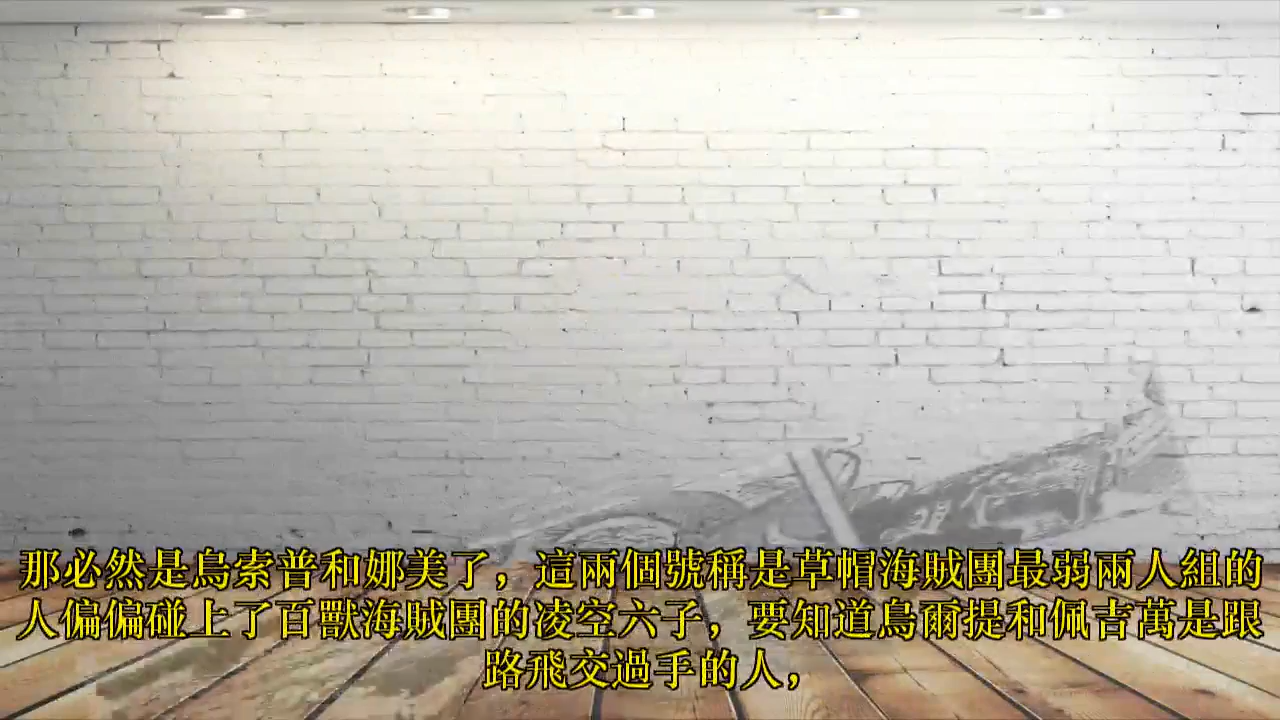 那必然是烏索普和娜美了，這兩個號稱是草帽海賊團最弱兩人組的
人偏偏碰上了百獸海賊團的凌空六子，要知道烏爾提和佩吉萬是跟
路飛交過手的人，